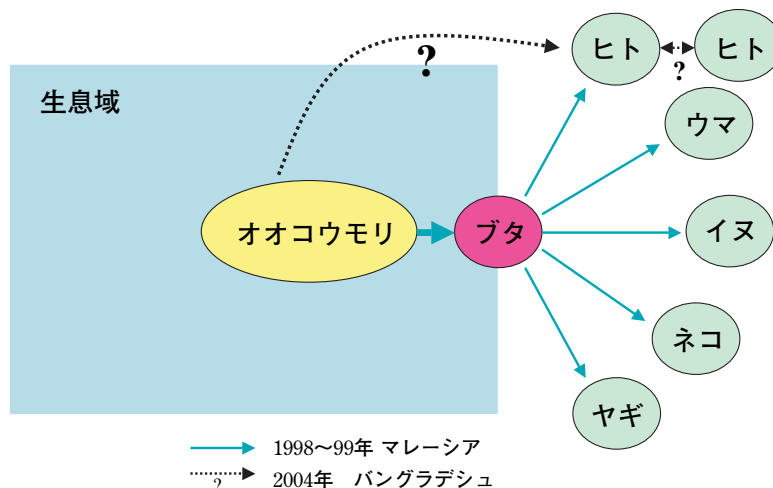 ?
ヒト
ヒト
?
生息域
ウマ
オオコウモリ
ブタ
イヌ
ネコ
ヤギ
1998〜99年 マレーシア
? 2004年 バングラデシュ